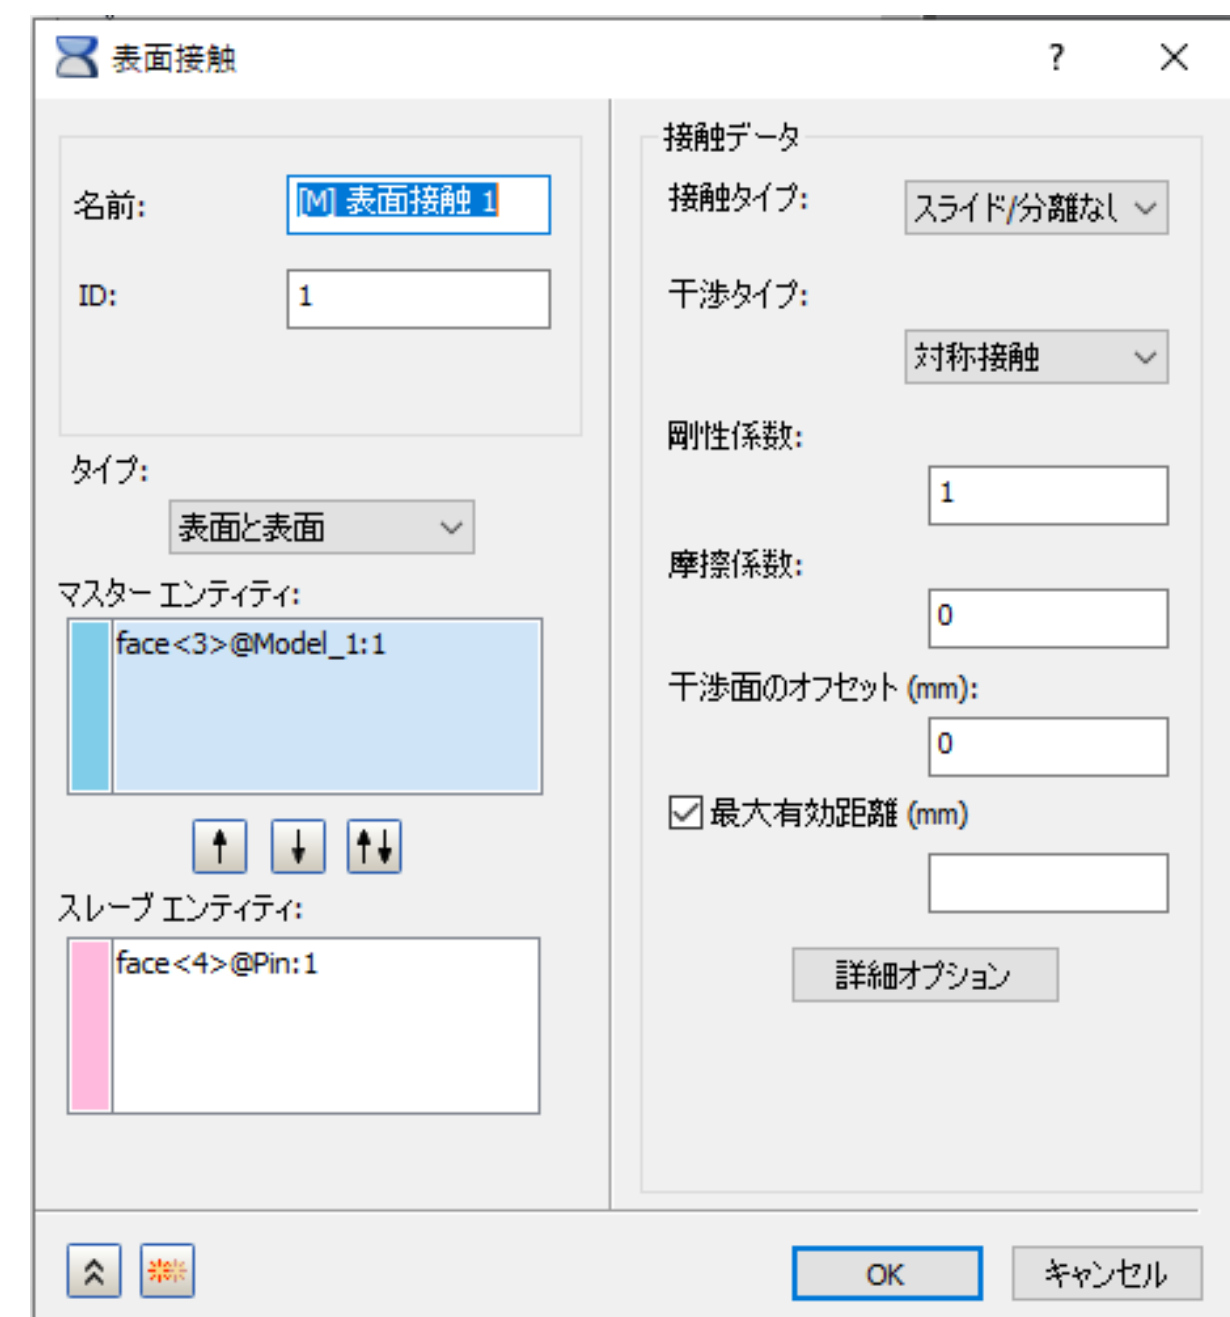 表面接触
?
名前:
[M] 表面接触 1
ID:
1
タイプ:
表面と表面
マスター エンティティ:
face<3>@Model_1:1
スレーブ エンティティ:
face<4>@Pin:1
接触データ
接触タイプ:
スライド/分離なし
干渉タイプ:
対称接触
剛性係数:
1
摩擦係数:
0
干渉面のオフセット (mm):
0
最大有効距離 (mm)
詳細オプション
OK
キャンセル